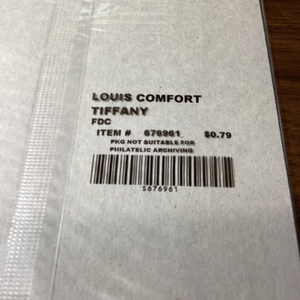 LOUIS COMFORT
TIFFANY
FDC
ITEM # 676961 $0.79
PKG NOT SUITABLE FOR
PHILATELIC ARCHIVING
S676961